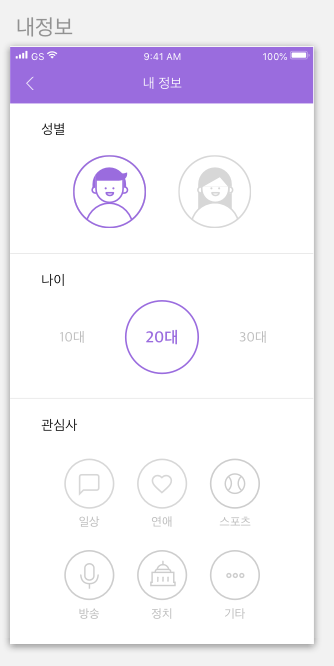 내정보
GS 9:41 AM 100%
내 정보
성별
나이
10대 20대 30대
관심사
일상 연애 스포츠
방송 정치 기타